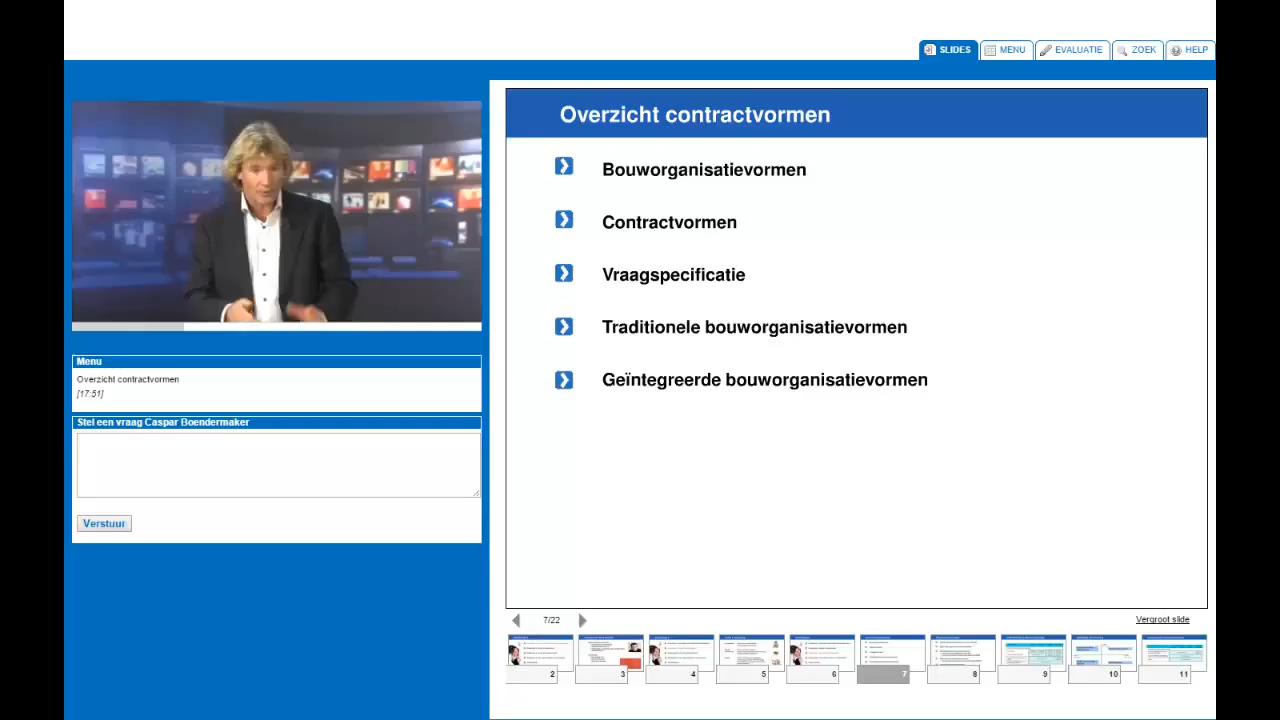 SLIDES
MENU
EVALUATIE
ZOEK
HELP
Overzicht contractvormen
Bouworganisatievormen
Contractvormen
Vraagspecificatie
Traditionele bouworganisatievormen
Geïntegreerde bouworganisatievormen
Menu
Overzicht contractvormen
[17:51]
Stel een vraag Caspar Boendermaker
Verstuur
7/22
Vergroot slide
2
3
4
5
6
7
8
9
10
11